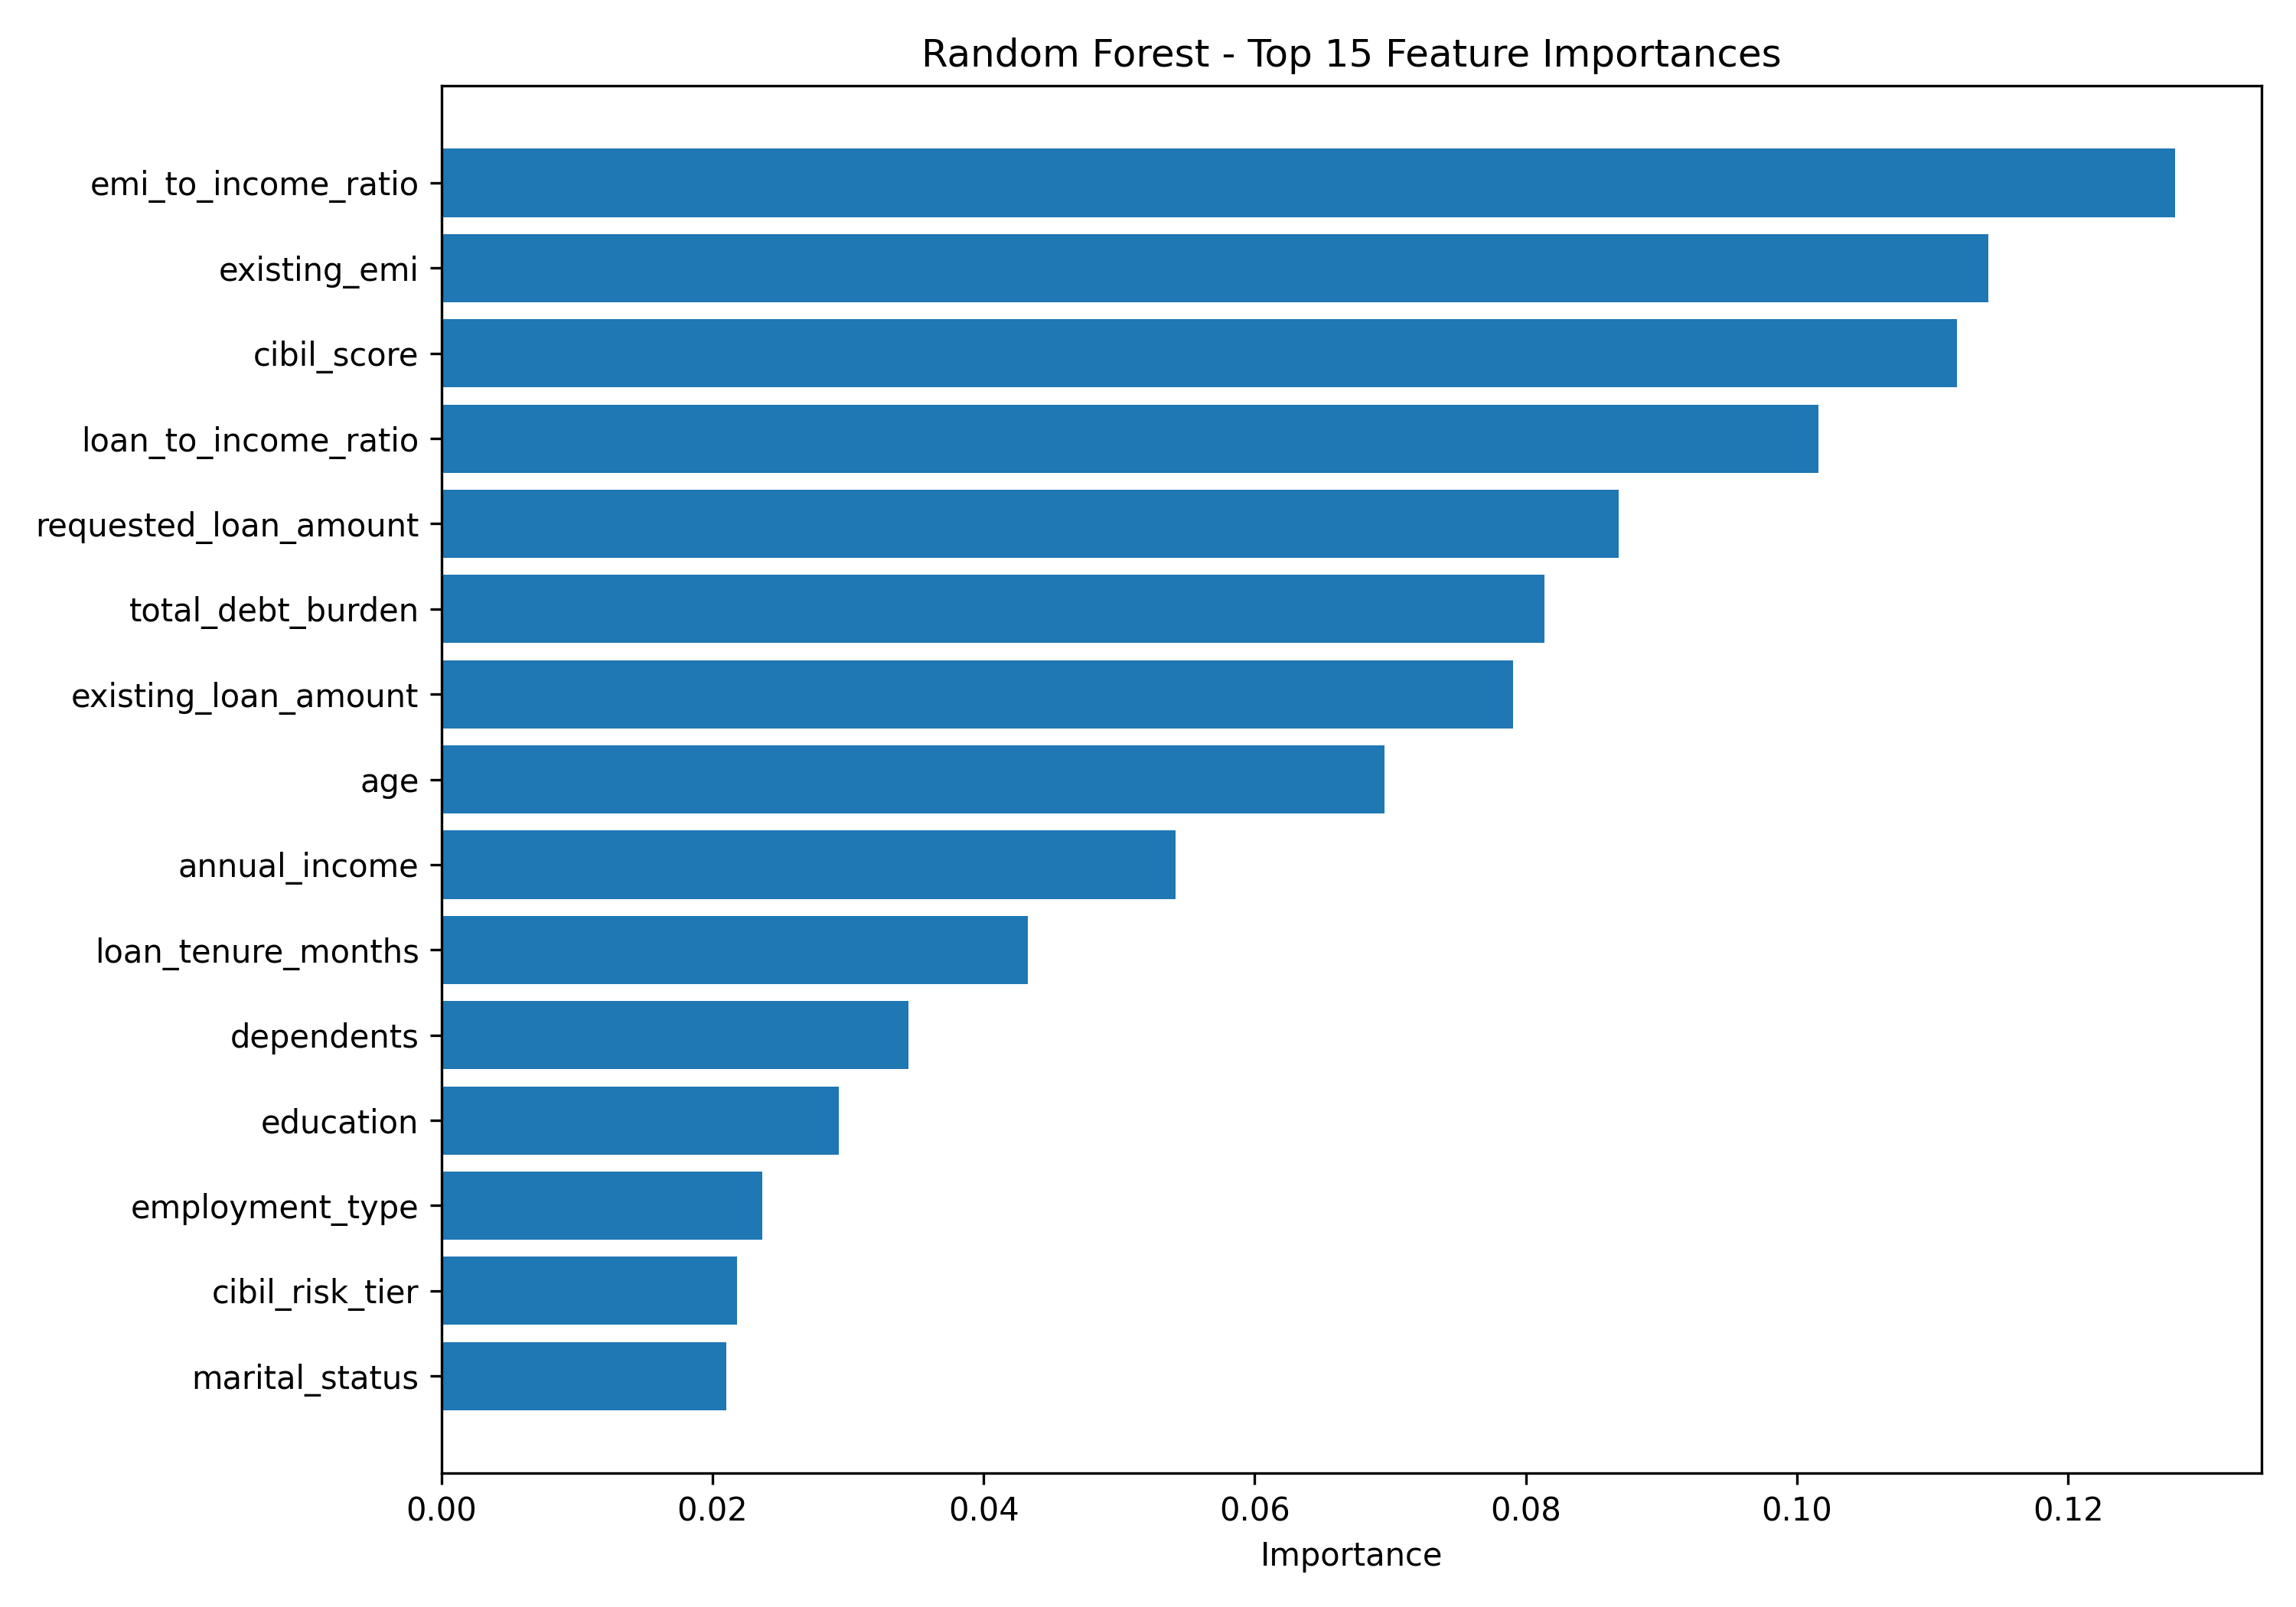 Random Forest - Top 15 Feature Importances
emi_to_income_ratio
existing_emi
cibil_score
loan_to_income_ratio
requested_loan_amount
total_debt_burden
existing_loan_amount
age
annual_income
loan_tenure_months
dependents
education
employment_type
cibil_risk_tier
marital_status
0.00 0.02 0.04 0.06 0.08 0.10 0.12
Importance